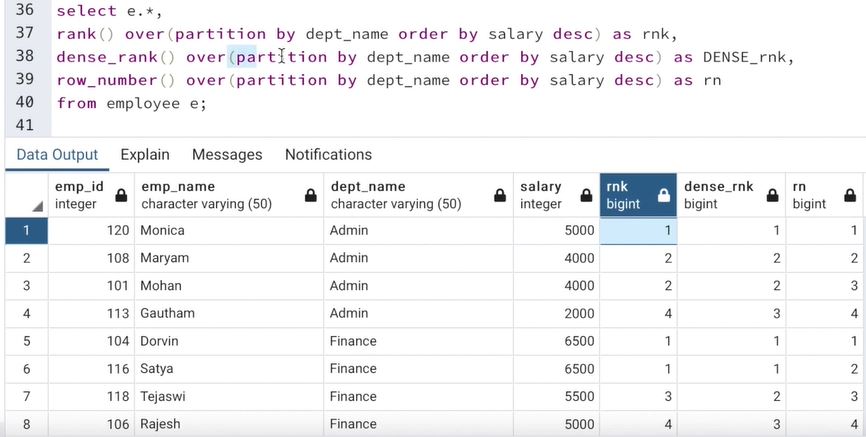 36 select e.*,
37 rank() over(partition by dept_name order by salary desc) as rnk,
38 dense_rank() over(partition by dept_name order by salary desc) as DENSE_rnk,
39 row_number() over(partition by dept_name order by salary desc) as rn
40 from employee e;
41
Data Output Explain Messages Notifications
emp_id emp_name dept_name salary rnk dense_rnk rn
integer character varying (50) character varying (50) integer bigint bigint bigint
1 120 Monica Admin 5000 1 1 1
2 108 Maryam Admin 4000 2 2 2
3 101 Mohan Admin 4000 2 2 3
4 113 Gautham Admin 2000 4 3 4
5 104 Dorvin Finance 6500 1 1 1
6 116 Satya Finance 6500 1 1 2
7 118 Tejaswi Finance 5500 3 2 3
8 106 Rajesh Finance 5000 4 3 4